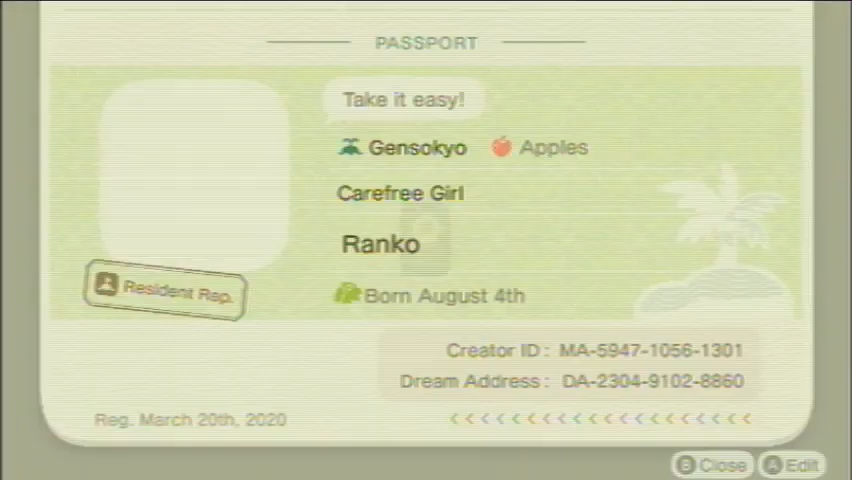 PASSPORT
Take it easy!
Gensokyo Apples
Carefree Girl
Ranko
Resident Rep.
Born August 4th
Creator ID : MA-5947-1056-1301
Dream Address : DA-2304-9102-8860
Reg. March 20th, 2020
<<<<<<<<<<<<<<<<<<<
B Close A Edit